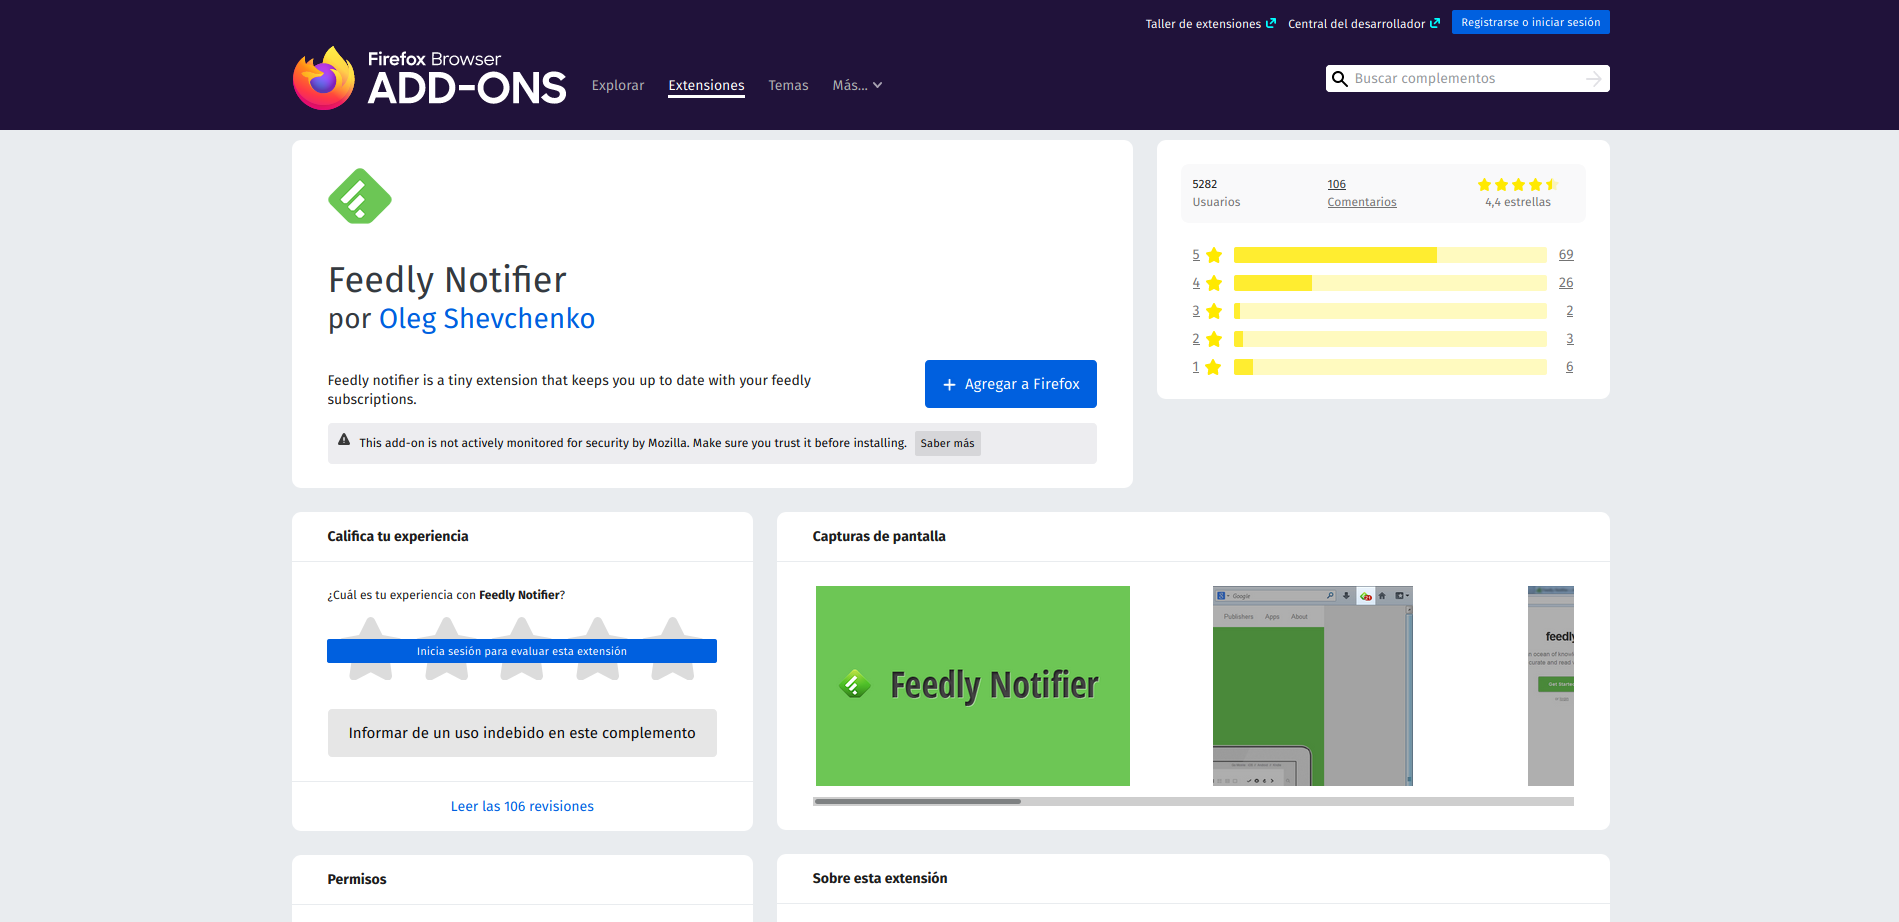 Taller de extensiones
Central del desarrollador
Registrarse o iniciar sesión
Firefox Browser
ADD-ONS
Explorar
Extensiones
Temas
Más...
Buscar complementos
Feedly Notifier
por Oleg Shevchenko
Feedly notifier is a tiny extension that keeps you up to date with your feedly
subscriptions.
Agregar a Firefox
This add-on is not actively monitored for security by Mozilla. Make sure you trust it before installing.
Saber más
5282
Usuarios
106
Comentarios
4,4 estrellas
5 69
4 26
3 2
2 3
1 6
Califica tu experiencia
¿Cuál es tu experiencia con Feedly Notifier?
Inicia sesión para evaluar esta extensión
Informar de un uso indebido en este complemento
Leer las 106 revisiones
Capturas de pantalla
Feedly Notifier
Google
Publishers Apps About
feedly
Permisos
Sobre esta extensión